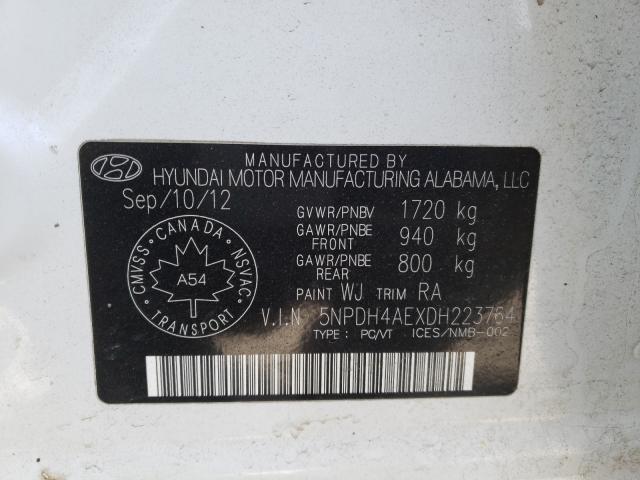 MANUFACTURED BY
HYUNDAI MOTOR MANUFACTURING ALABAMA, LLC
Sep/10/12
GVWR/PNBV 1720 kg
GAWR/PNBE FRONT 940 kg
GAWR/PNBE REAR 800 kg
PAINT WJ TRIM RA
CANADA
CMVSS NSVAC
A54
TRANSPORT
V.I.N 5NPDH4AEXDH223764
TYPE: PC/VT ICES/NMB-002